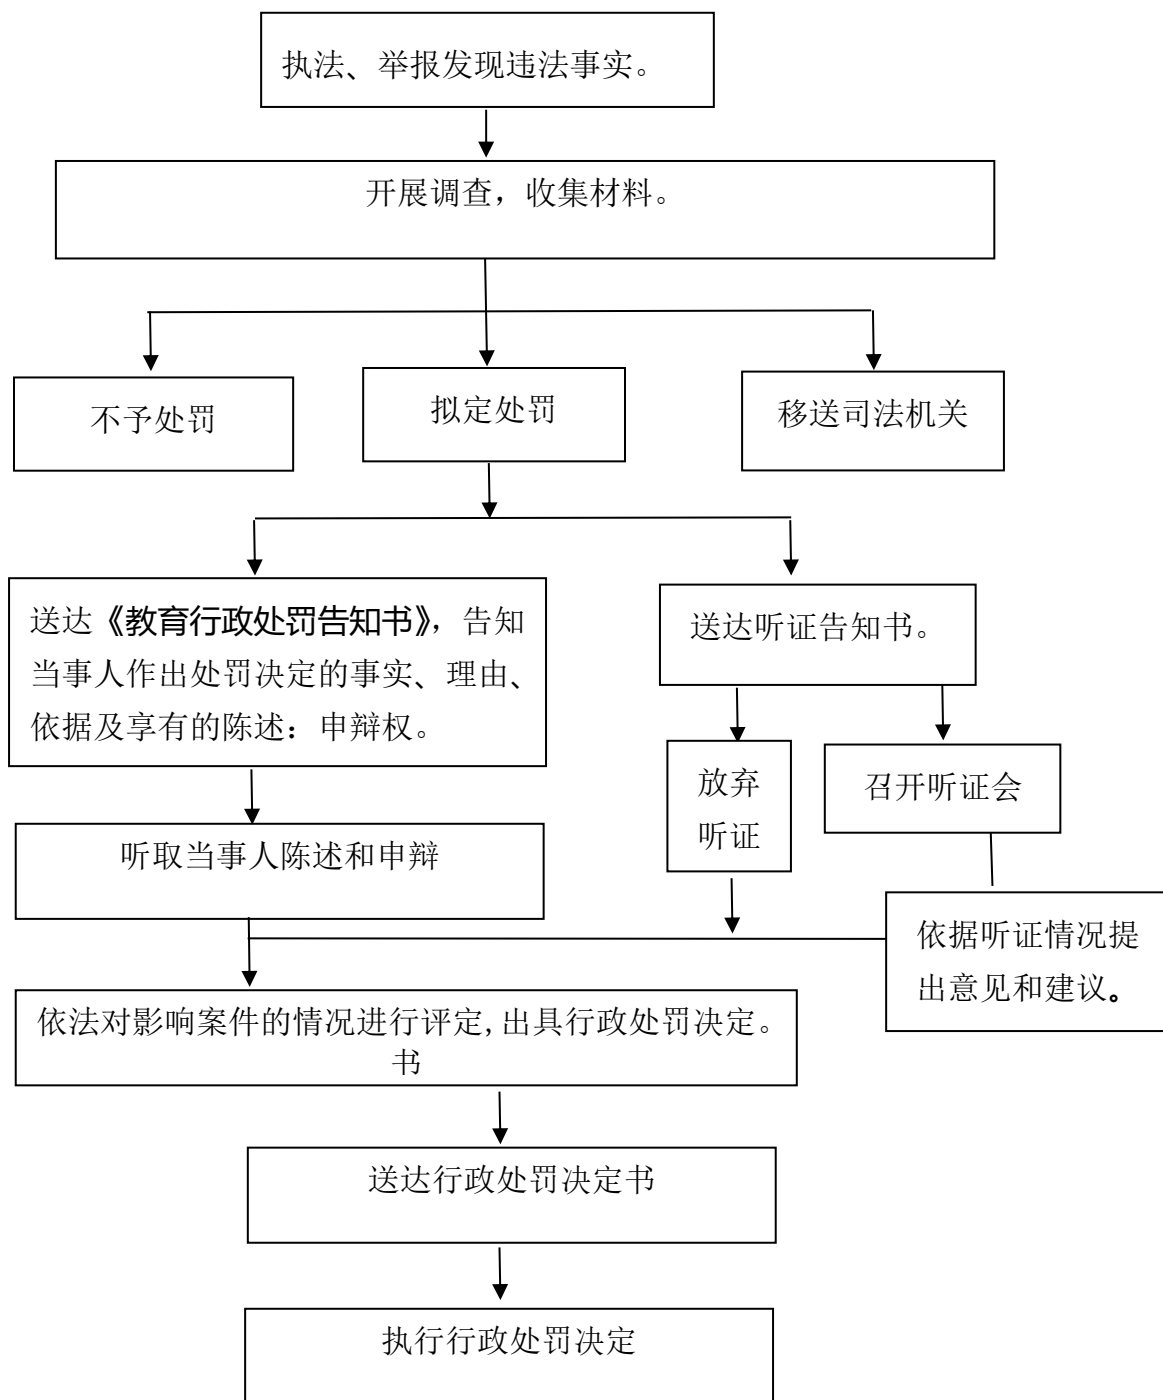 执法、举报发现违法事实。
开展调查，收集材料。
不予处罚
拟定处罚
移送司法机关
送达《教育行政处罚告知书》，告知
当事人作出处罚决定的事实、理由、
依据及享有的陈述：申辩权。
送达听证告知书。
放弃
听证
召开听证会
听取当事人陈述和申辩
依据听证情况提
出意见和建议。
依法对影响案件的情况进行评定,出具行政处罚决定。
书
送达行政处罚决定书
执行行政处罚决定